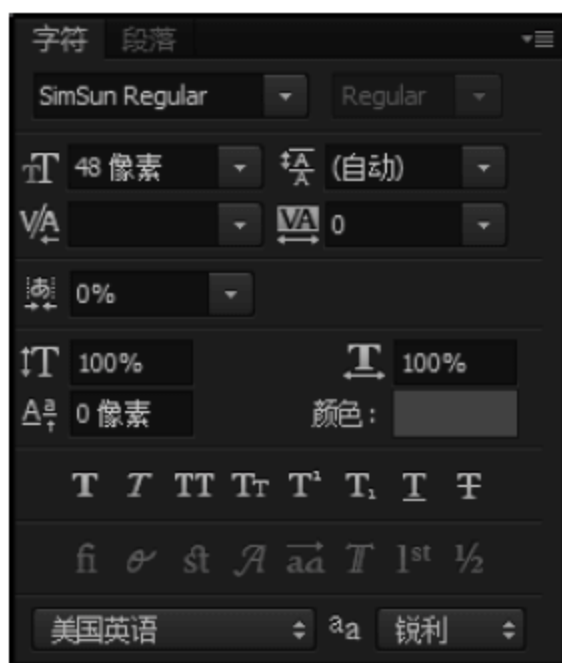 字符 段落
SimSun Regular Regular
48 像素 (自动)
0
0%
100% 100%
0 像素 颜色：
T T TT Tт T¹ T₁ T T
fi st A aa T 1st ½
美国英语 aa 锐利